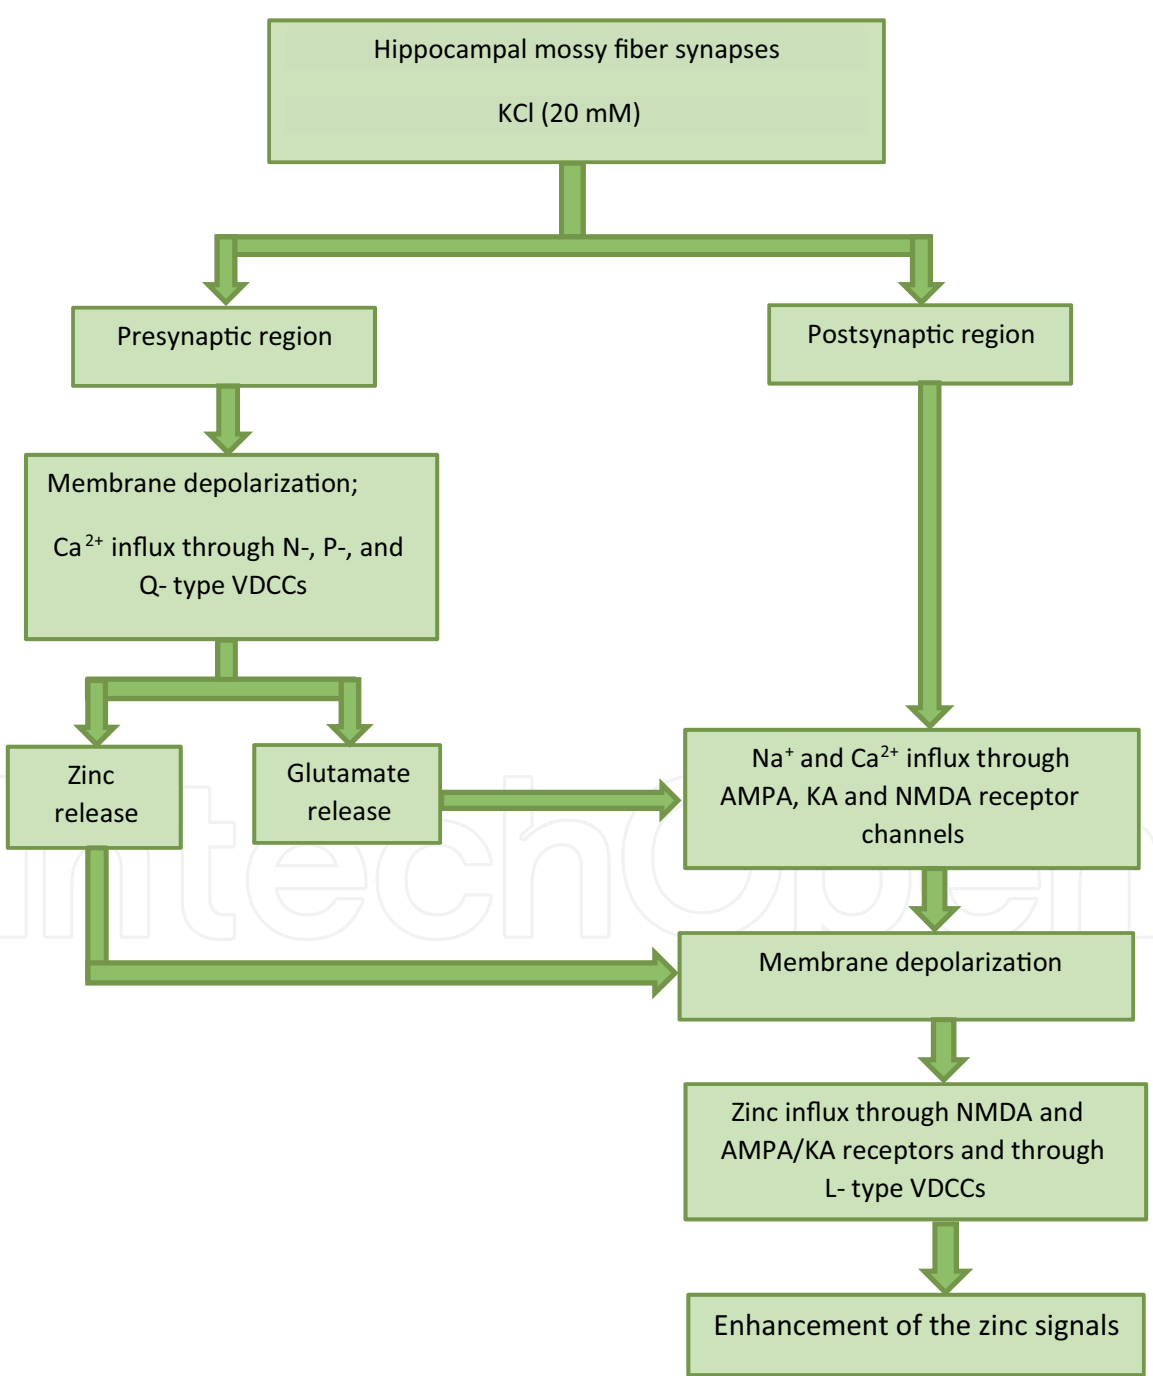 Hippocampal mossy fiber synapses
KCl (20 mM)
Presynaptic region
Postsynaptic region
Membrane depolarization;
Ca²⁺ influx through N-, P-, and
Q- type VDCCs
Zinc
release
Glutamate
release
Na⁺ and Ca²⁺ influx through
AMPA, KA and NMDA receptor
channels
Membrane depolarization
Zinc influx through NMDA and
AMPA/KA receptors and through
L- type VDCCs
Enhancement of the zinc signals
IntechOpen